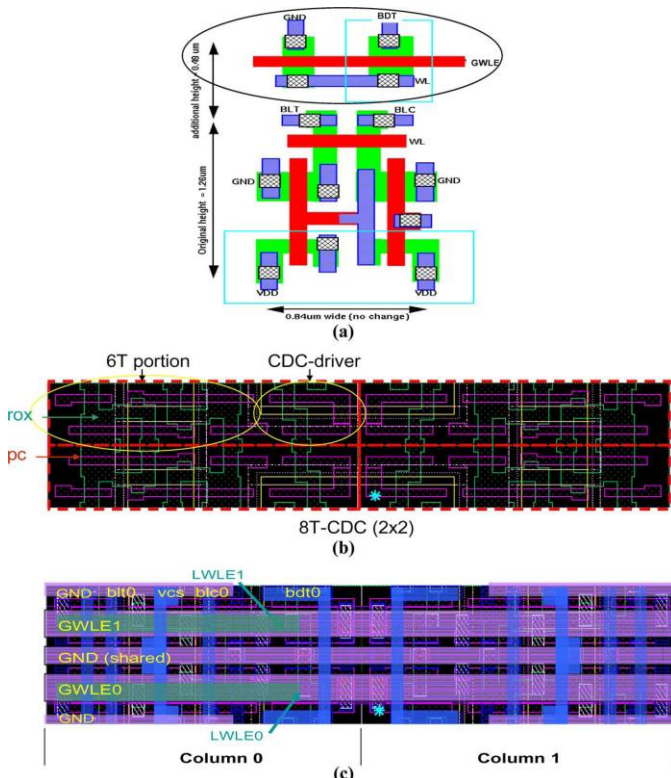 GND
BDT
GWLE
WL
additional height = 0.49 um
BLT
BLC
WL
GND
GND
Original height = 1.26um
VDD
VDD
0.84um wide (no change)
(a)
6T portion
CDC-driver
rox
pc
8T-CDC (2x2)
(b)
LWLE1
GND
blt0
vcs
blc0
bdt0
GWLE1
GND (shared)
GWLE0
GND
LWLE0
Column 0
Column 1
(c)